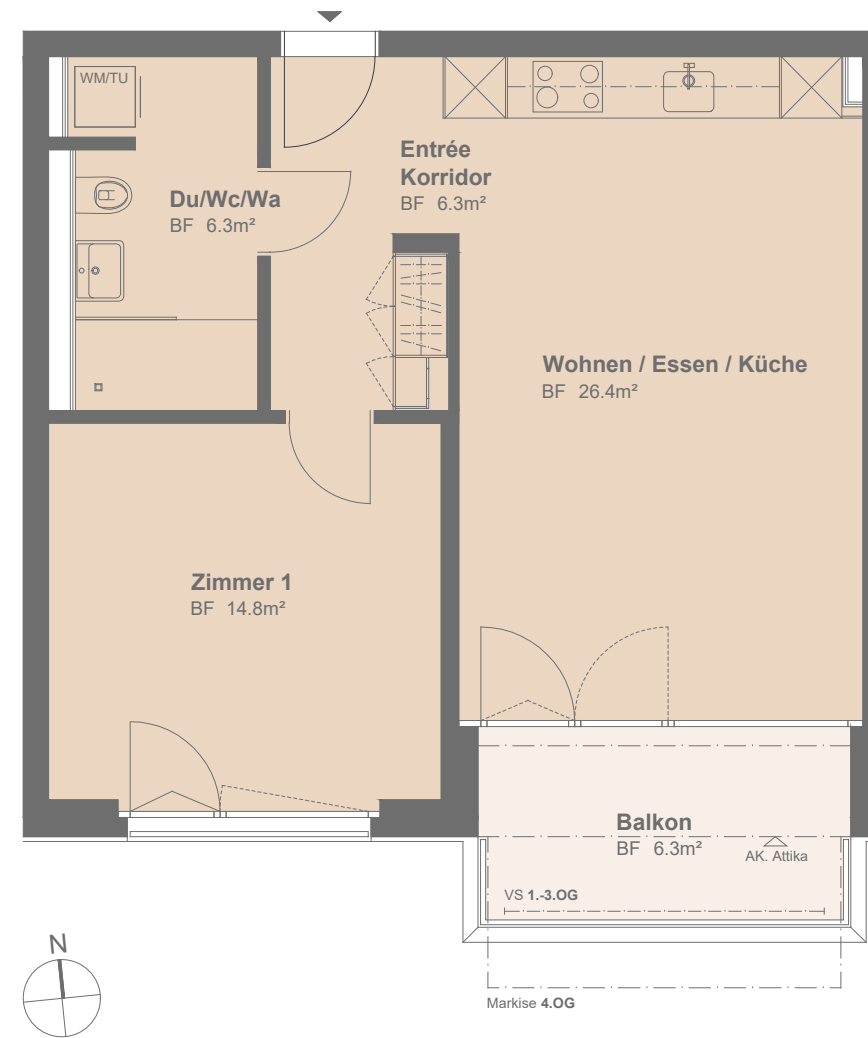 WM/TU
Entrée
Korridor
BF 6.3m²
Du/Wc/Wa
BF 6.3m²
Wohnen / Essen / Küche
BF 26.4m²
Zimmer 1
BF 14.8m²
Balkon
BF 6.3m²
AK. Attika
VS 1.-3.OG
N
Markise 4.OG